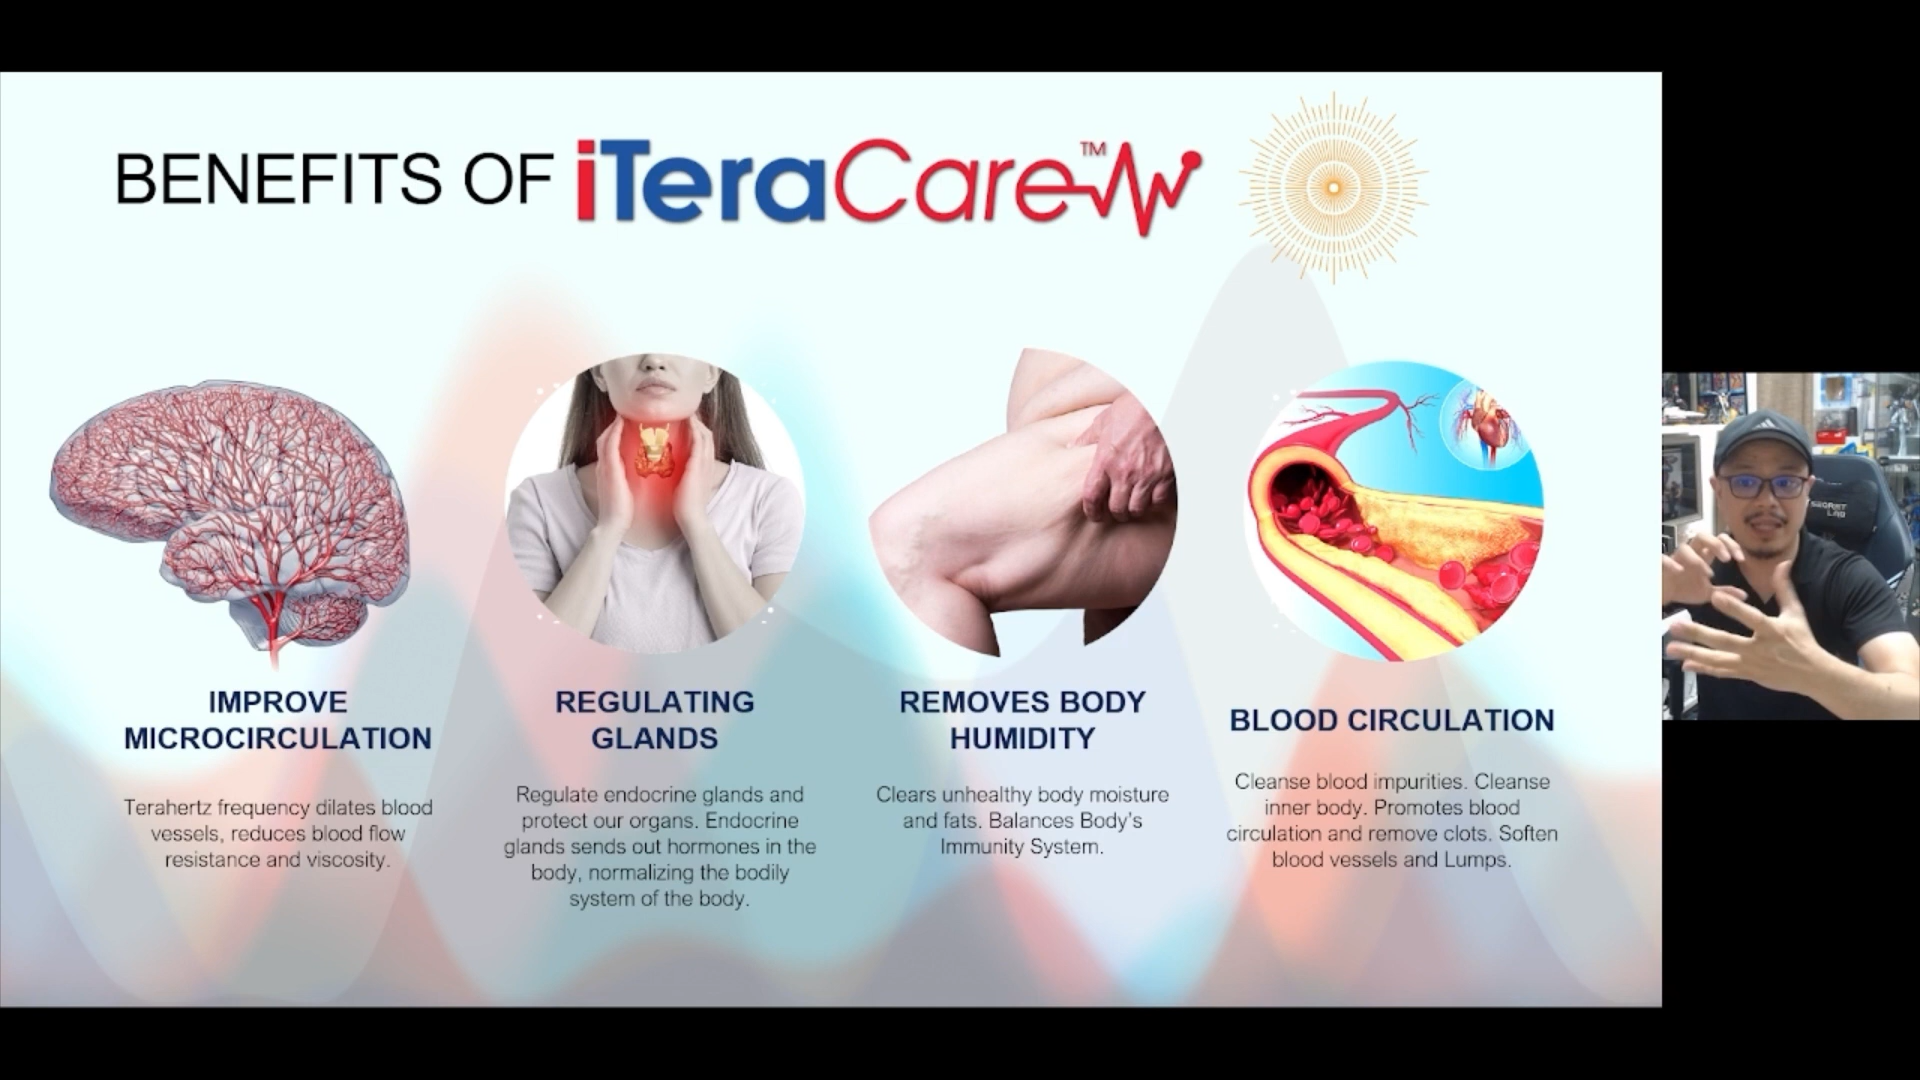 BENEFITS OF iTeraCare™
IMPROVE
MICROCIRCULATION
Terahertz frequency dilates blood
vessels, reduces blood flow
resistance and viscosity.
REGULATING
GLANDS
Regulate endocrine glands and
protect our organs. Endocrine
glands sends out hormones in the
body, normalizing the bodily
system of the body.
REMOVES BODY
HUMIDITY
Clears unhealthy body moisture
and fats. Balances Body's
Immunity System.
BLOOD CIRCULATION
Cleanse blood impurities. Cleanse
inner body. Promotes blood
circulation and remove clots. Soften
blood vessels and Lumps.
SECRET
LAB